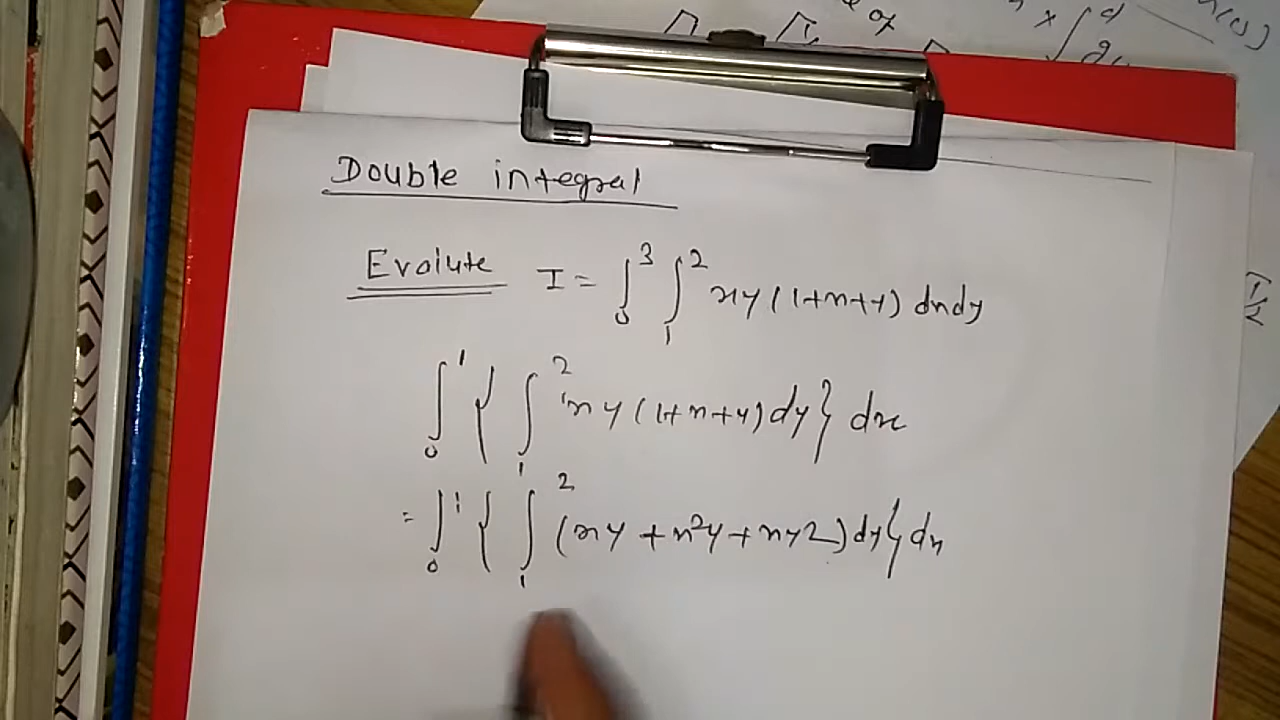 Double integral
Evalute I = ∫₀³ ∫₁² xy(1+x+y) dxdy
∫₀¹ { ∫₁² xy(1+x+y)dy} dx
= ∫₀¹ { ∫₁² (xy + x²y + xy2)dy} dx